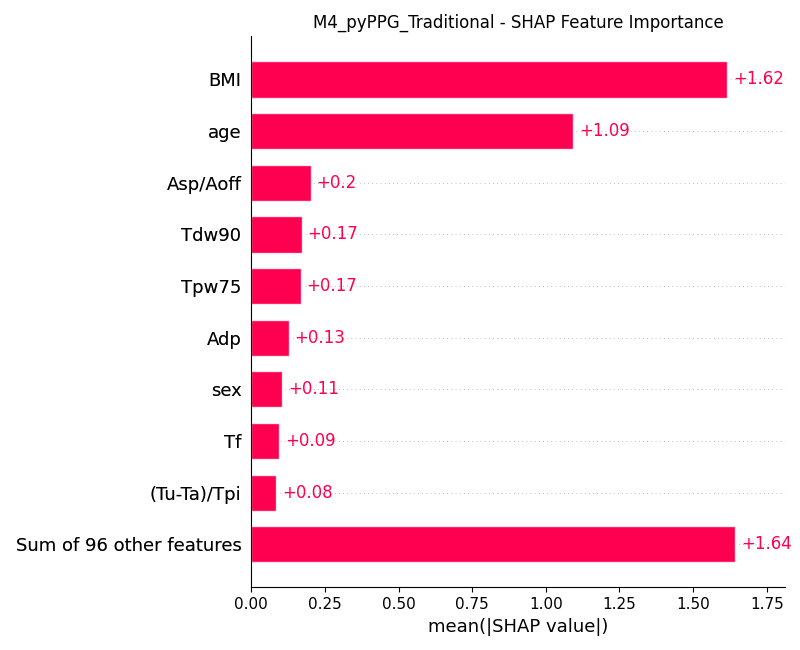 M4_pyPPG_Traditional - SHAP Feature Importance
BMI +1.62
age +1.09
Asp/Aoff +0.2
Tdw90 +0.17
Tpw75 +0.17
Adp +0.13
sex +0.11
Tf +0.09
(Tu-Ta)/Tpi +0.08
Sum of 96 other features +1.64
0.00 0.25 0.50 0.75 1.00 1.25 1.50 1.75
mean(|SHAP value|)